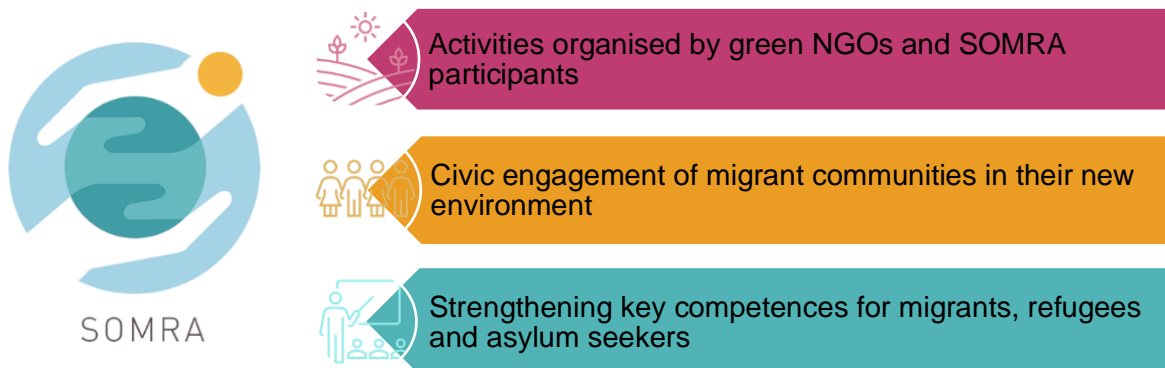 SOMRA
Activities organised by green NGOs and SOMRA
participants
Civic engagement of migrant communities in their new
environment
Strengthening key competences for migrants, refugees
and asylum seekers